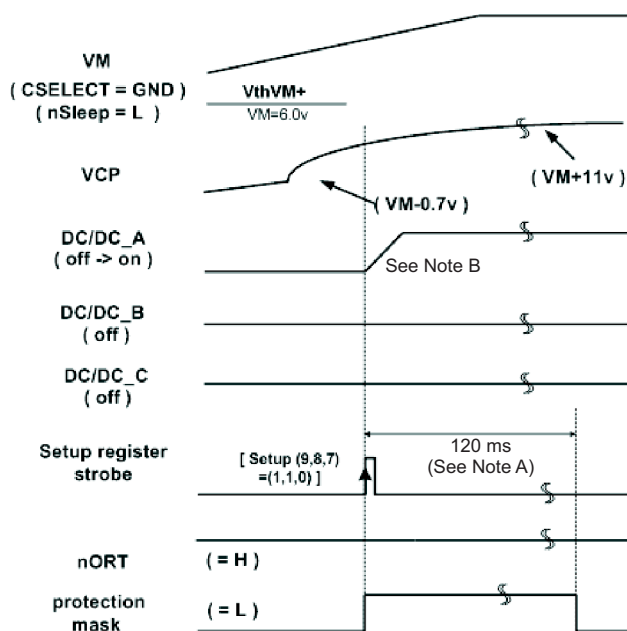 VM
( CSELECT = GND )
( nSleep = L )
VthVM+
VM=6.0v
VCP
( VM-0.7v )
( VM+11v )
DC/DC_A
( off -> on )
See Note B
DC/DC_B
( off )
DC/DC_C
( off )
Setup register
strobe
[ Setup (9,8,7)
=(1,1,0) ]
120 ms
(See Note A)
nORT
( = H )
protection
mask
( = L )